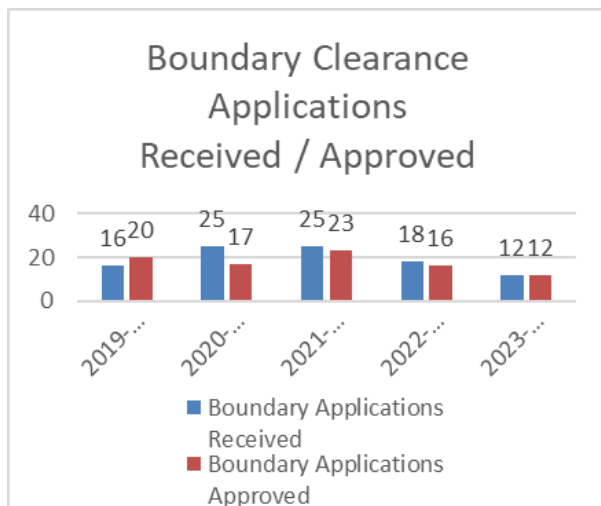 Boundary Clearance
Applications
Received / Approved
40
20
0
16 20 25 17 25 23 18 16 12 12
2019-...
2020-...
2021-...
2022-...
2023-...
Boundary Applications
Received
Boundary Applications
Approved